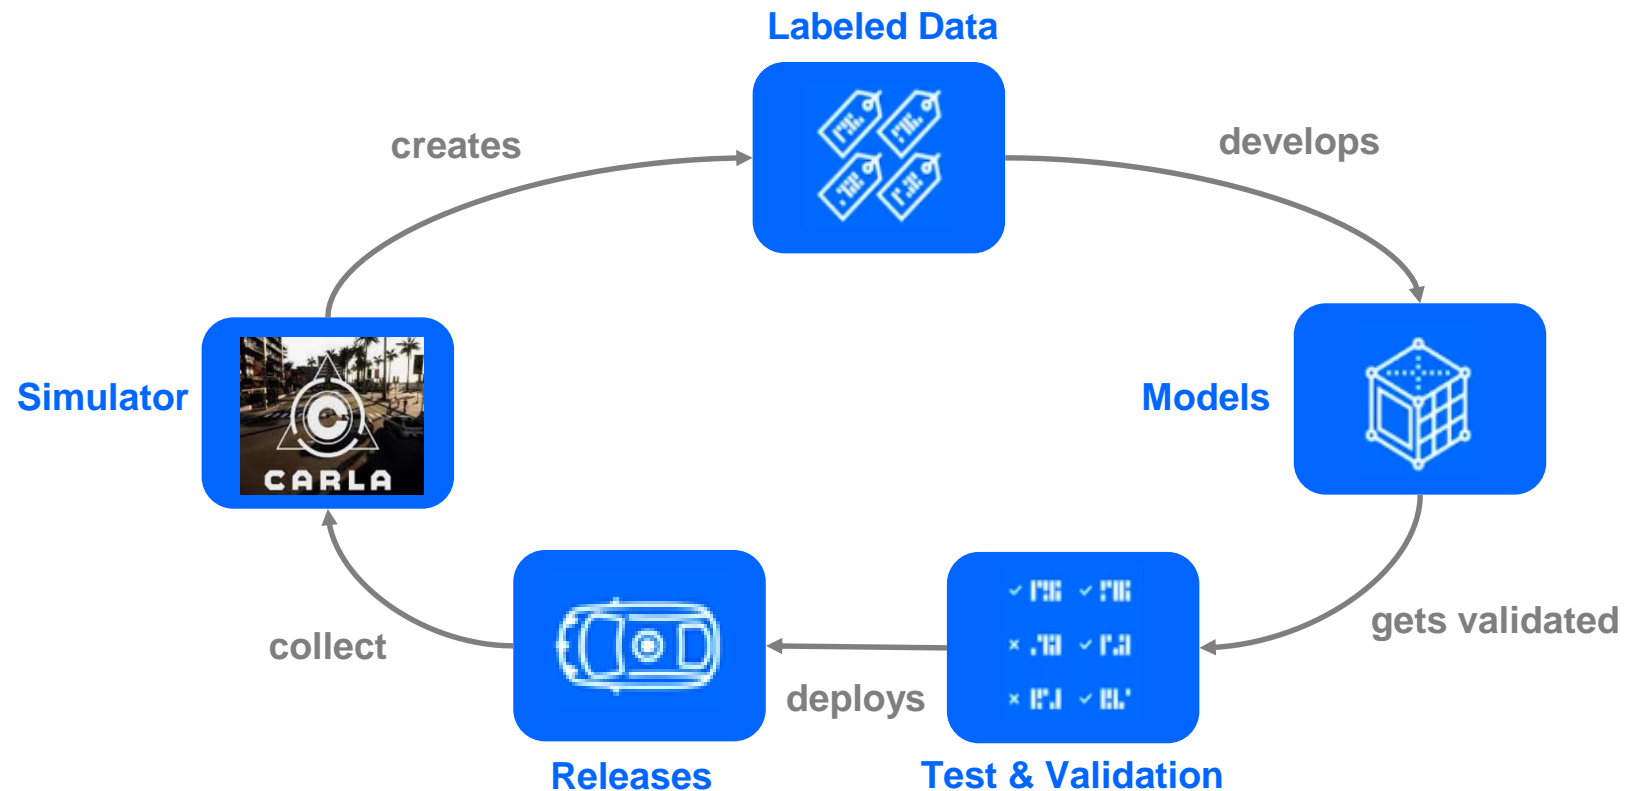 Labeled Data
creates
develops
Simulator
CARLA
Models
gets validated
collect
deploys
Releases
Test & Validation